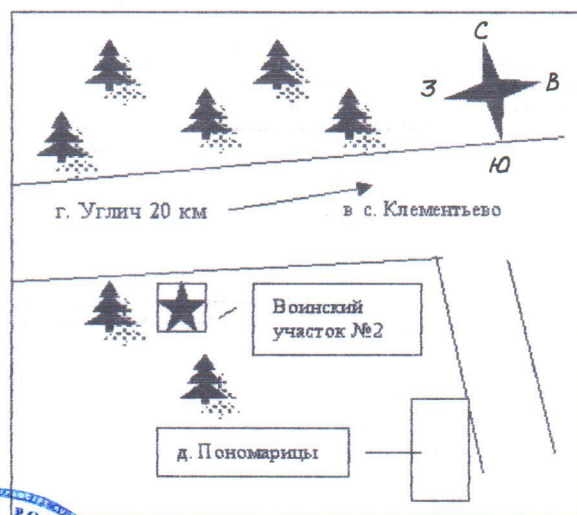 С
З
В
Ю
г. Углич 20 км
в с. Клементьево
Воинский
участок №2
д. Пономарицы